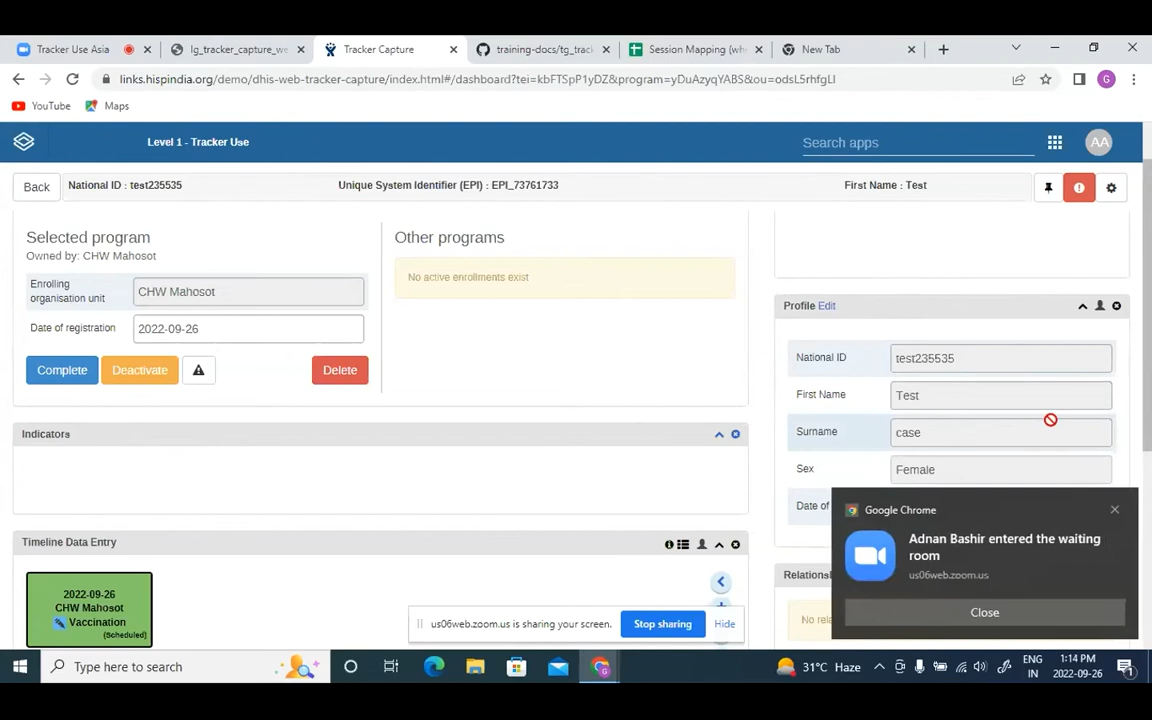 Tracker Use Asia
lg_tracker_capture_we
Tracker Capture
training-docs/tg_track
Session Mapping (whe
New Tab
links.hispindia.org/demo/dhis-web-tracker-capture/index.html#/dashboard?tei=kbFTSpP1yDZ&program=yDuAzyqYABS&ou=odsL5rhfgLI
YouTube
Maps
Level 1 - Tracker Use
Search apps
AA
Back
National ID : test235535
Unique System Identifier (EPI) : EPI_73761733
First Name : Test
Selected program
Owned by: CHW Mahosot
Enrolling
organisation unit
CHW Mahosot
Date of registration
2022-09-26
Complete
Deactivate
Delete
Other programs
No active enrollments exist
Profile Edit
National ID
test235535
First Name
Test
Surname
case
Sex
Female
Date of
Indicators
Timeline Data Entry
2022-09-26
CHW Mahosot
Vaccination
(Scheduled)
Relations
No rel
Google Chrome
Adnan Bashir entered the waiting
room
us06web.zoom.us
Close
us06web.zoom.us is sharing your screen.
Stop sharing
Hide
Type here to search
31°C Haze
ENG
IN
1:14 PM
2022-09-26
1
G